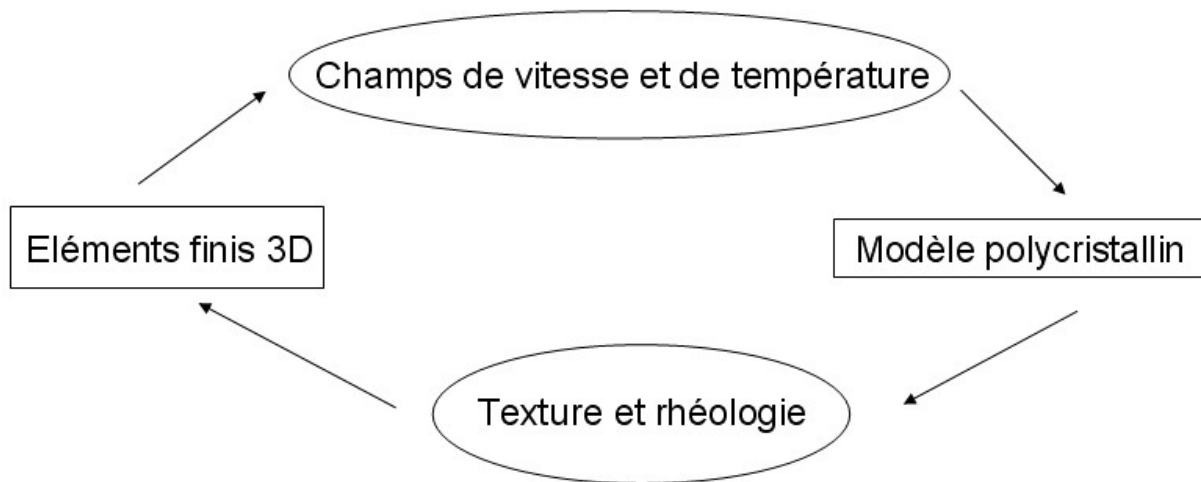 Champs de vitesse et de température
Eléments finis 3D
Modèle polycristallin
Texture et rhéologie